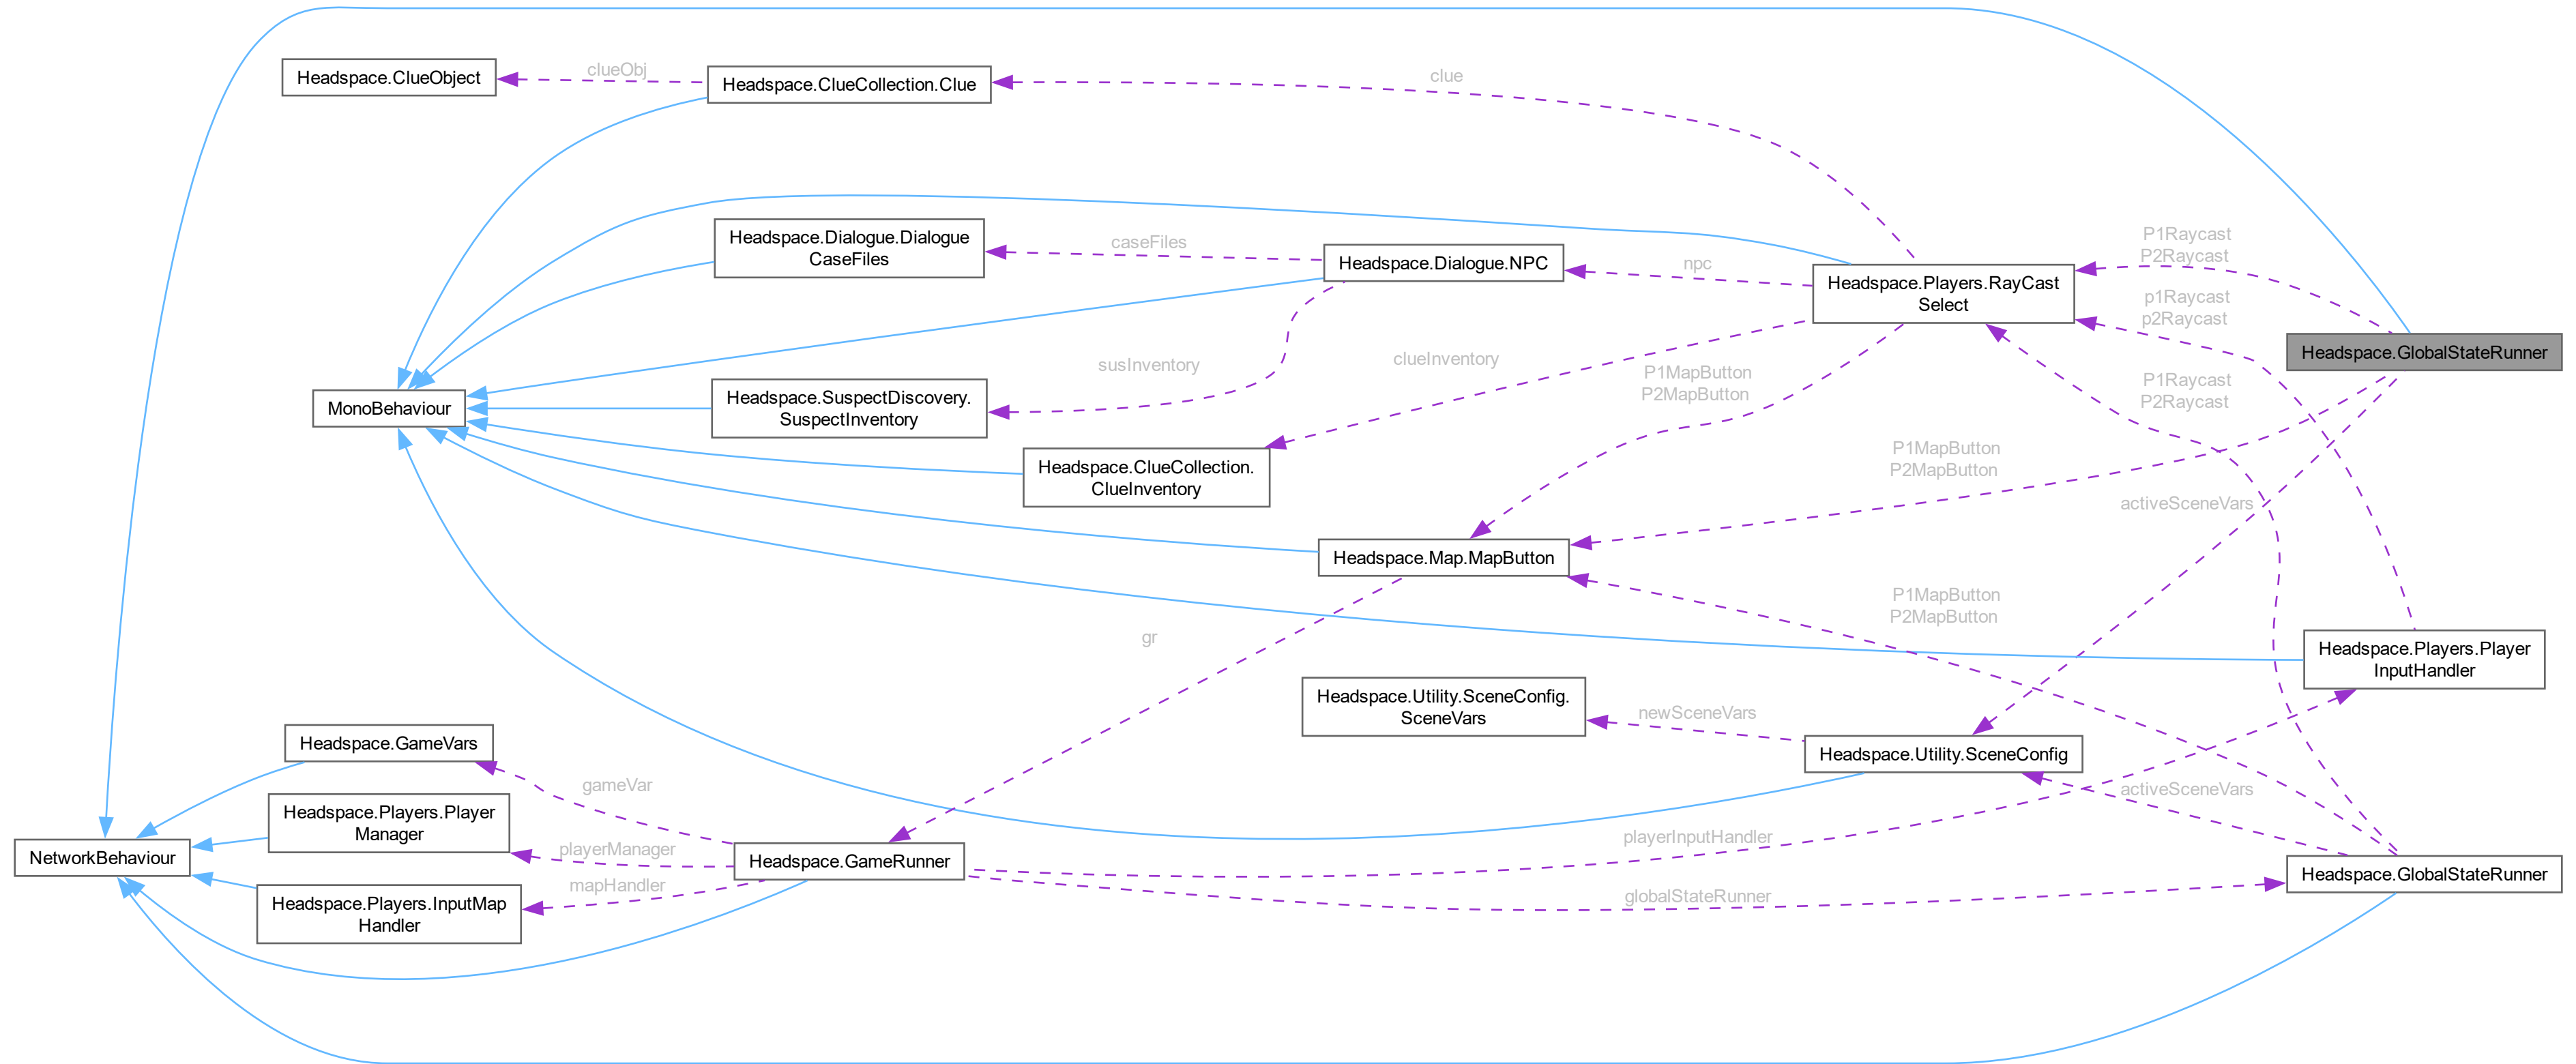 Headspace.ClueObject
clueObj
Headspace.ClueCollection.Clue
clue
Headspace.Dialogue.Dialogue
CaseFiles
caseFiles
Headspace.Dialogue.NPC
npc
Headspace.Players.RayCast
Select
P1Raycast
P2Raycast
p1Raycast
p2Raycast
Headspace.GlobalStateRunner
MonoBehaviour
Headspace.SuspectDiscovery.
SuspectInventory
susInventory
clueInventory
P1MapButton
P2MapButton
P1Raycast
P2Raycast
Headspace.ClueCollection.
ClueInventory
P1MapButton
P2MapButton
activeSceneVars
Headspace.Map.MapButton
gr
P1MapButton
P2MapButton
Headspace.Players.Player
InputHandler
Headspace.Utility.SceneConfig.
SceneVars
newSceneVars
Headspace.Utility.SceneConfig
Headspace.GameVars
gameVar
activeSceneVars
Headspace.Players.Player
Manager
playerManager
playerInputHandler
NetworkBehaviour
Headspace.GameRunner
Headspace.GlobalStateRunner
mapHandler
globalStateRunner
Headspace.Players.InputMap
Handler